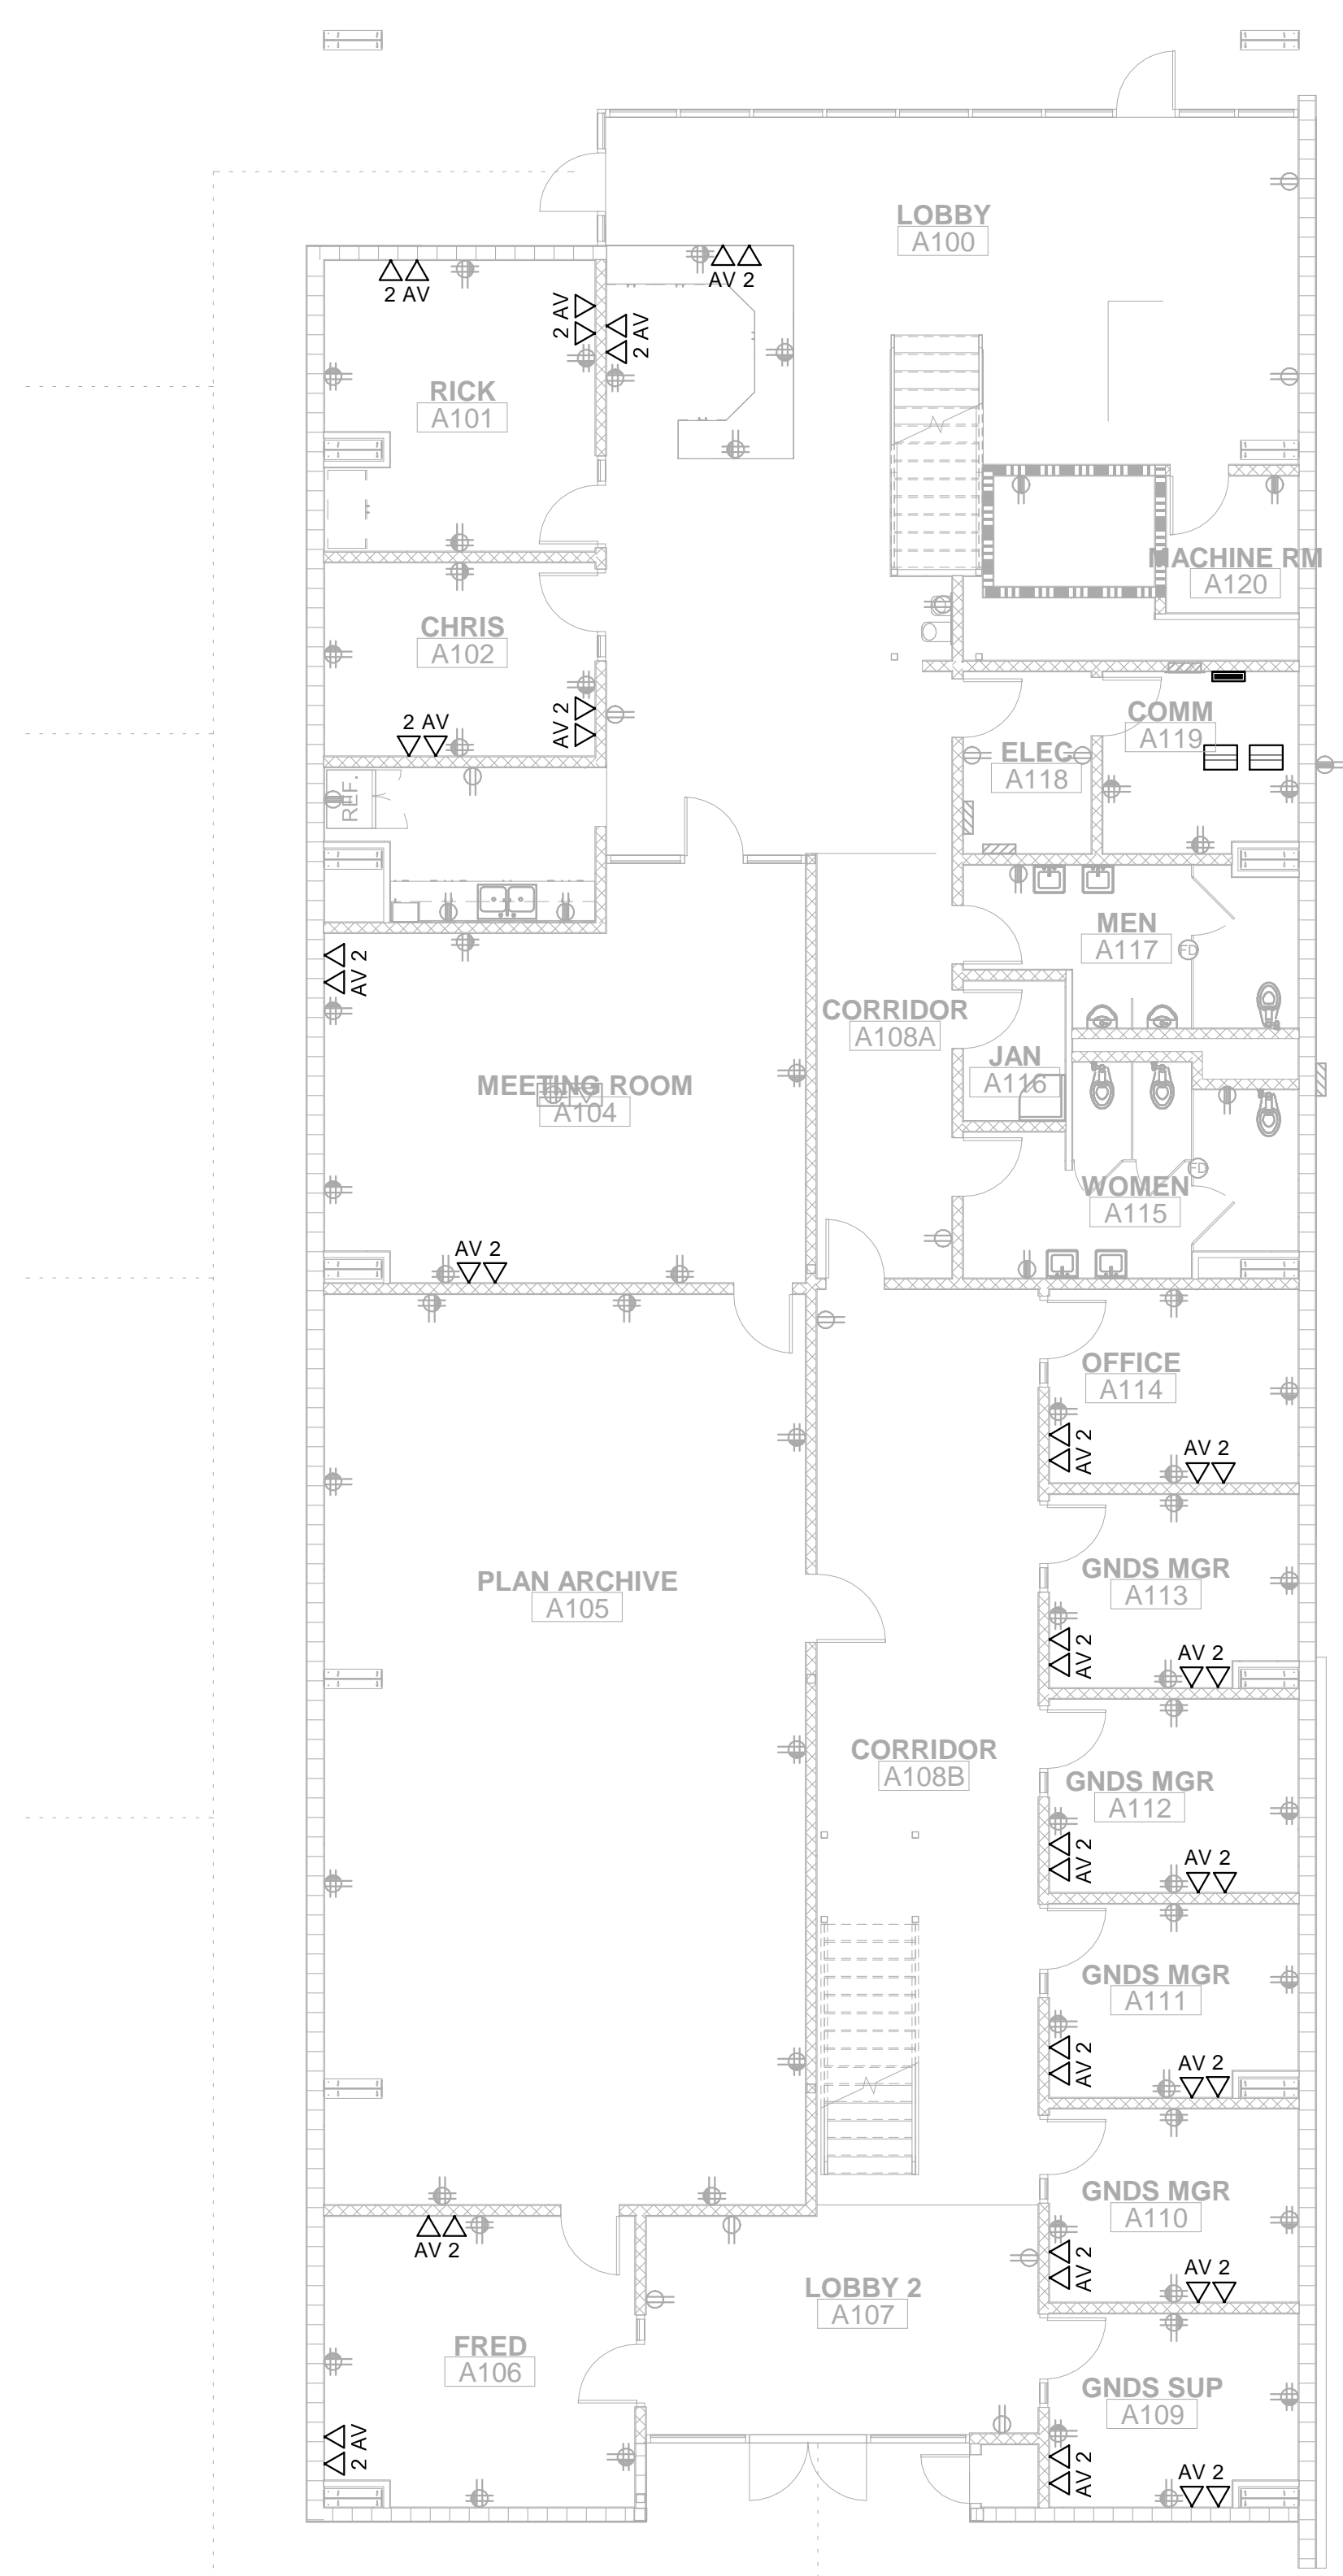 LOBBY
A100
2 AV
AV 2
2 AV
2 AV
RICK
A101
MACHINE RM
A120
CHRIS
A102
2 AV
AV 2
COMM
A119
ELEC
A118
REF.
MEN
A117
FD
AV 2
CORRIDOR
A108A
JAN
A116
MEETING ROOM
A104
FD
WOMEN
A115
AV 2
OFFICE
A114
AV 2
AV 2
PLAN ARCHIVE
A105
GNDS MGR
A113
AV 2
AV 2
CORRIDOR
A108B
GNDS MGR
A112
AV 2
AV 2
GNDS MGR
A111
AV 2
AV 2
GNDS MGR
A110
AV 2
AV 2
AV 2
LOBBY 2
A107
FRED
A106
GNDS SUP
A109
2 AV
AV 2
AV 2